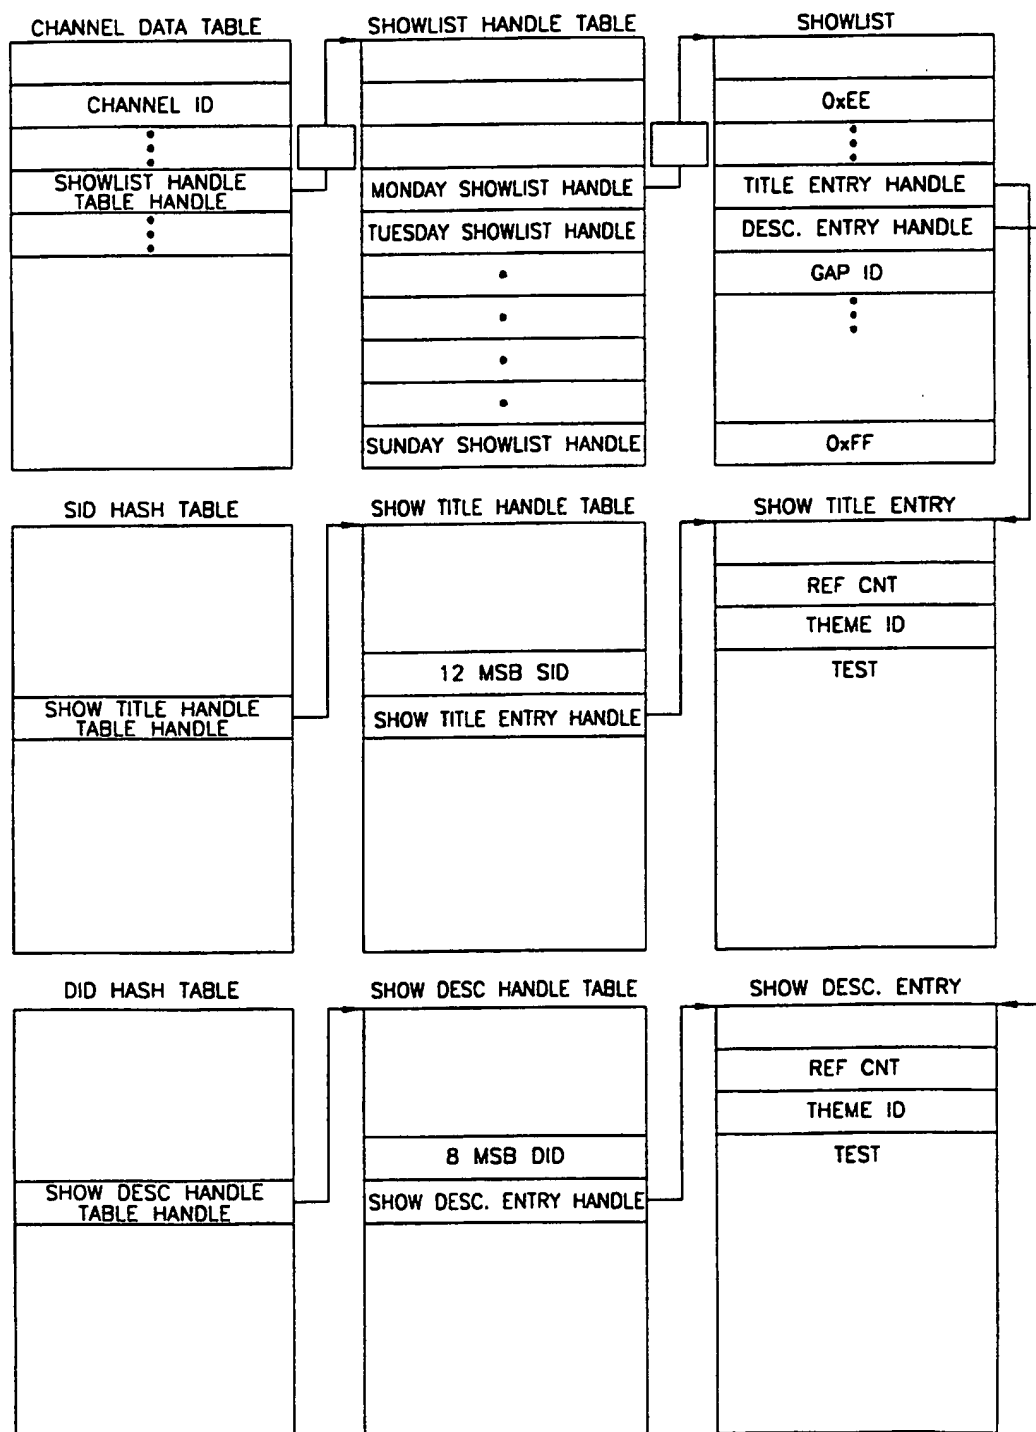 CHANNEL DATA TABLE
CHANNEL ID
SHOWLIST HANDLE
TABLE HANDLE
SHOWLIST HANDLE TABLE
MONDAY SHOWLIST HANDLE
TUESDAY SHOWLIST HANDLE
SUNDAY SHOWLIST HANDLE
SHOWLIST
0xEE
TITLE ENTRY HANDLE
DESC. ENTRY HANDLE
GAP ID
0xFF
SID HASH TABLE
SHOW TITLE HANDLE
TABLE HANDLE
SHOW TITLE HANDLE TABLE
12 MSB SID
SHOW TITLE ENTRY HANDLE
SHOW TITLE ENTRY
REF CNT
THEME ID
TEST
DID HASH TABLE
SHOW DESC HANDLE
TABLE HANDLE
SHOW DESC HANDLE TABLE
8 MSB DID
SHOW DESC. ENTRY HANDLE
SHOW DESC. ENTRY
REF CNT
THEME ID
TEST